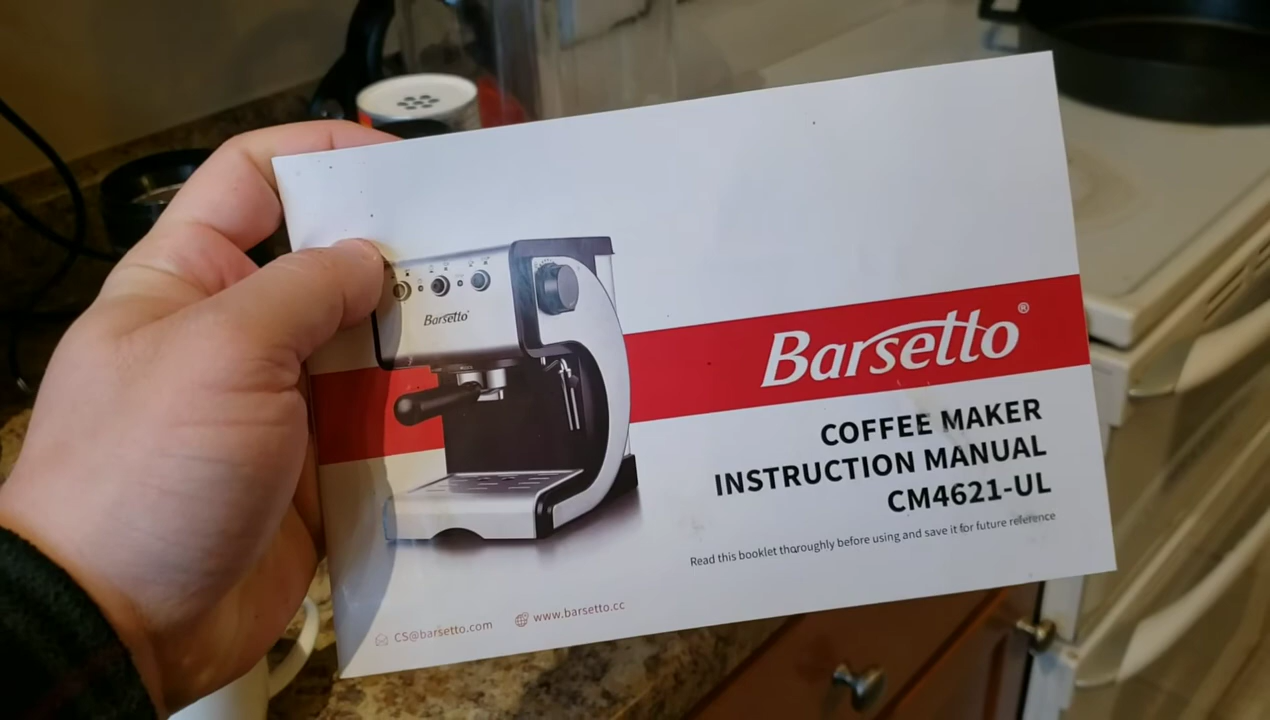 Barsetto
Barsetto®
COFFEE MAKER
INSTRUCTION MANUAL
CM4621-UL
Read this booklet thoroughly before using and save it for future reference
CS@barsetto.com
www.barsetto.cc